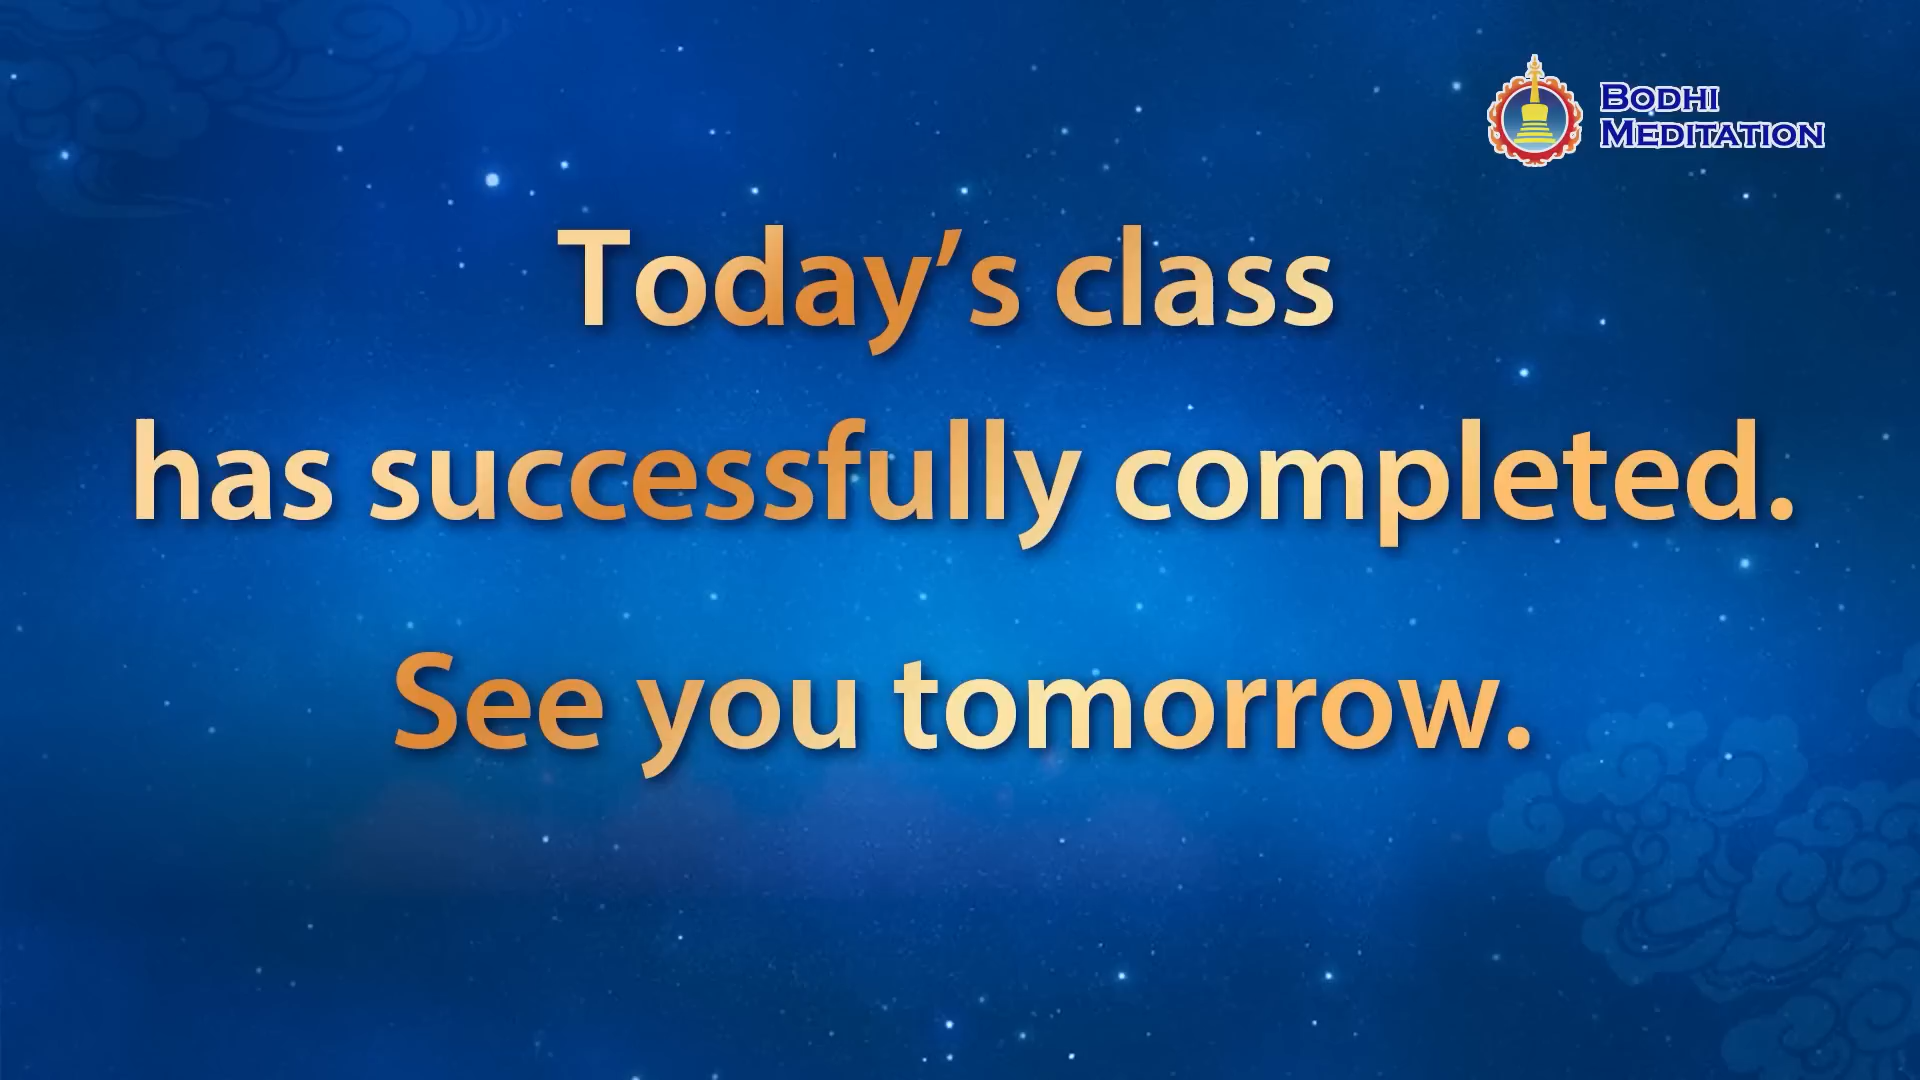 BODHI
MEDITATION
Today’s class
has successfully completed.
See you tomorrow.